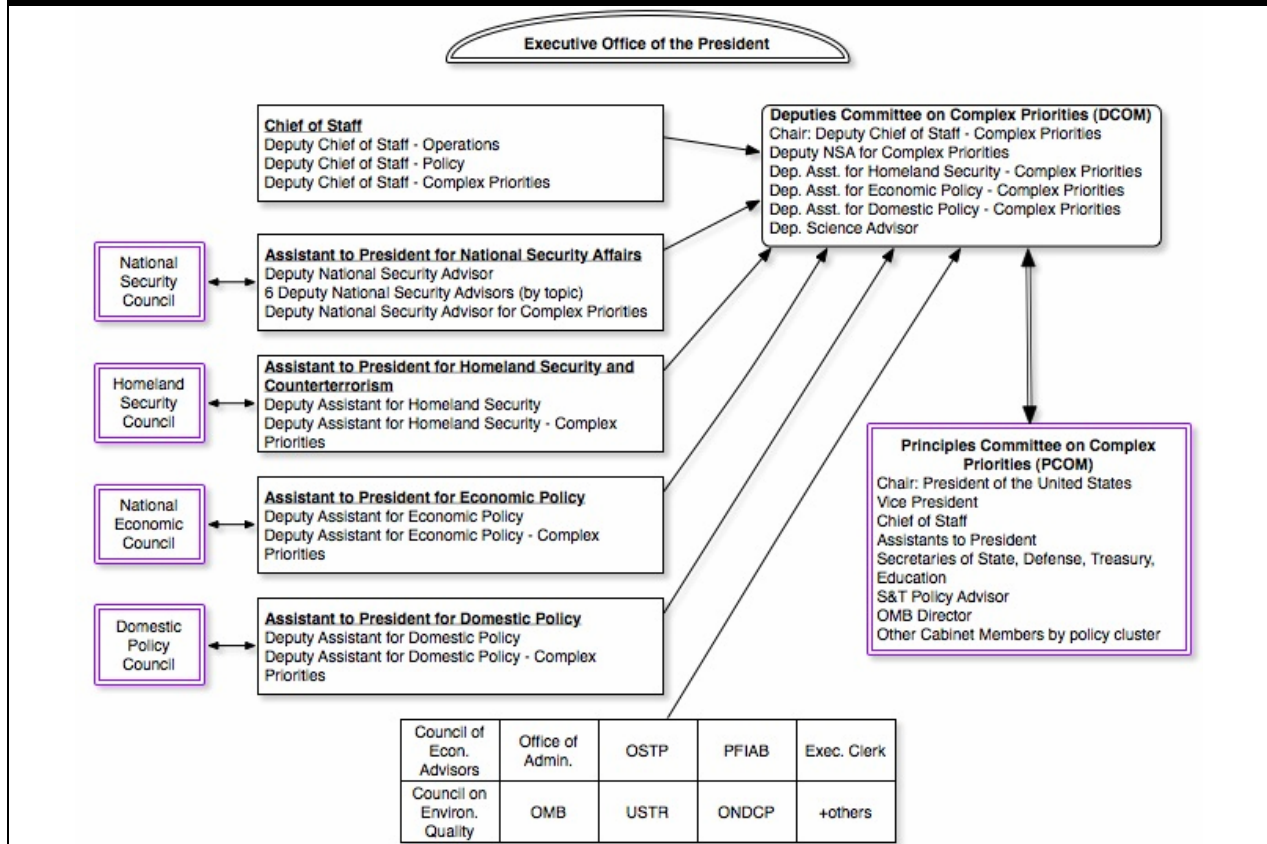 Executive Office of the President
Chief of Staff
Deputy Chief of Staff - Operations
Deputy Chief of Staff - Policy
Deputy Chief of Staff - Complex Priorities
Deputies Committee on Complex Priorities (DCOM)
Chair: Deputy Chief of Staff - Complex Priorities
Deputy NSA for Complex Priorities
Dep. Asst. for Homeland Security - Complex Priorities
Dep. Asst. for Economic Policy - Complex Priorities
Dep. Asst. for Domestic Policy - Complex Priorities
Dep. Science Advisor
National
Security
Council
Assistant to President for National Security Affairs
Deputy National Security Advisor
6 Deputy National Security Advisors (by topic)
Deputy National Security Advisor for Complex Priorities
Homeland
Security
Council
Assistant to President for Homeland Security and
Counterterrorism
Deputy Assistant for Homeland Security
Deputy Assistant for Homeland Security - Complex
Priorities
National
Economic
Council
Assistant to President for Economic Policy
Deputy Assistant for Economic Policy
Deputy Assistant for Economic Policy - Complex
Priorities
Principles Committee on Complex
Priorities (PCOM)
Chair: President of the United States
Vice President
Chief of Staff
Assistants to President
Secretaries of State, Defense, Treasury,
Education
S&T Policy Advisor
OMB Director
Other Cabinet Members by policy cluster
Domestic
Policy
Council
Assistant to President for Domestic Policy
Deputy Assistant for Domestic Policy
Deputy Assistant for Domestic Policy - Complex
Priorities
Council of
Econ.
Advisors
Office of
Admin.
OSTP
PFIAB
Exec. Clerk
Council on
Environ.
Quality
OMB
USTR
ONDCP
+others